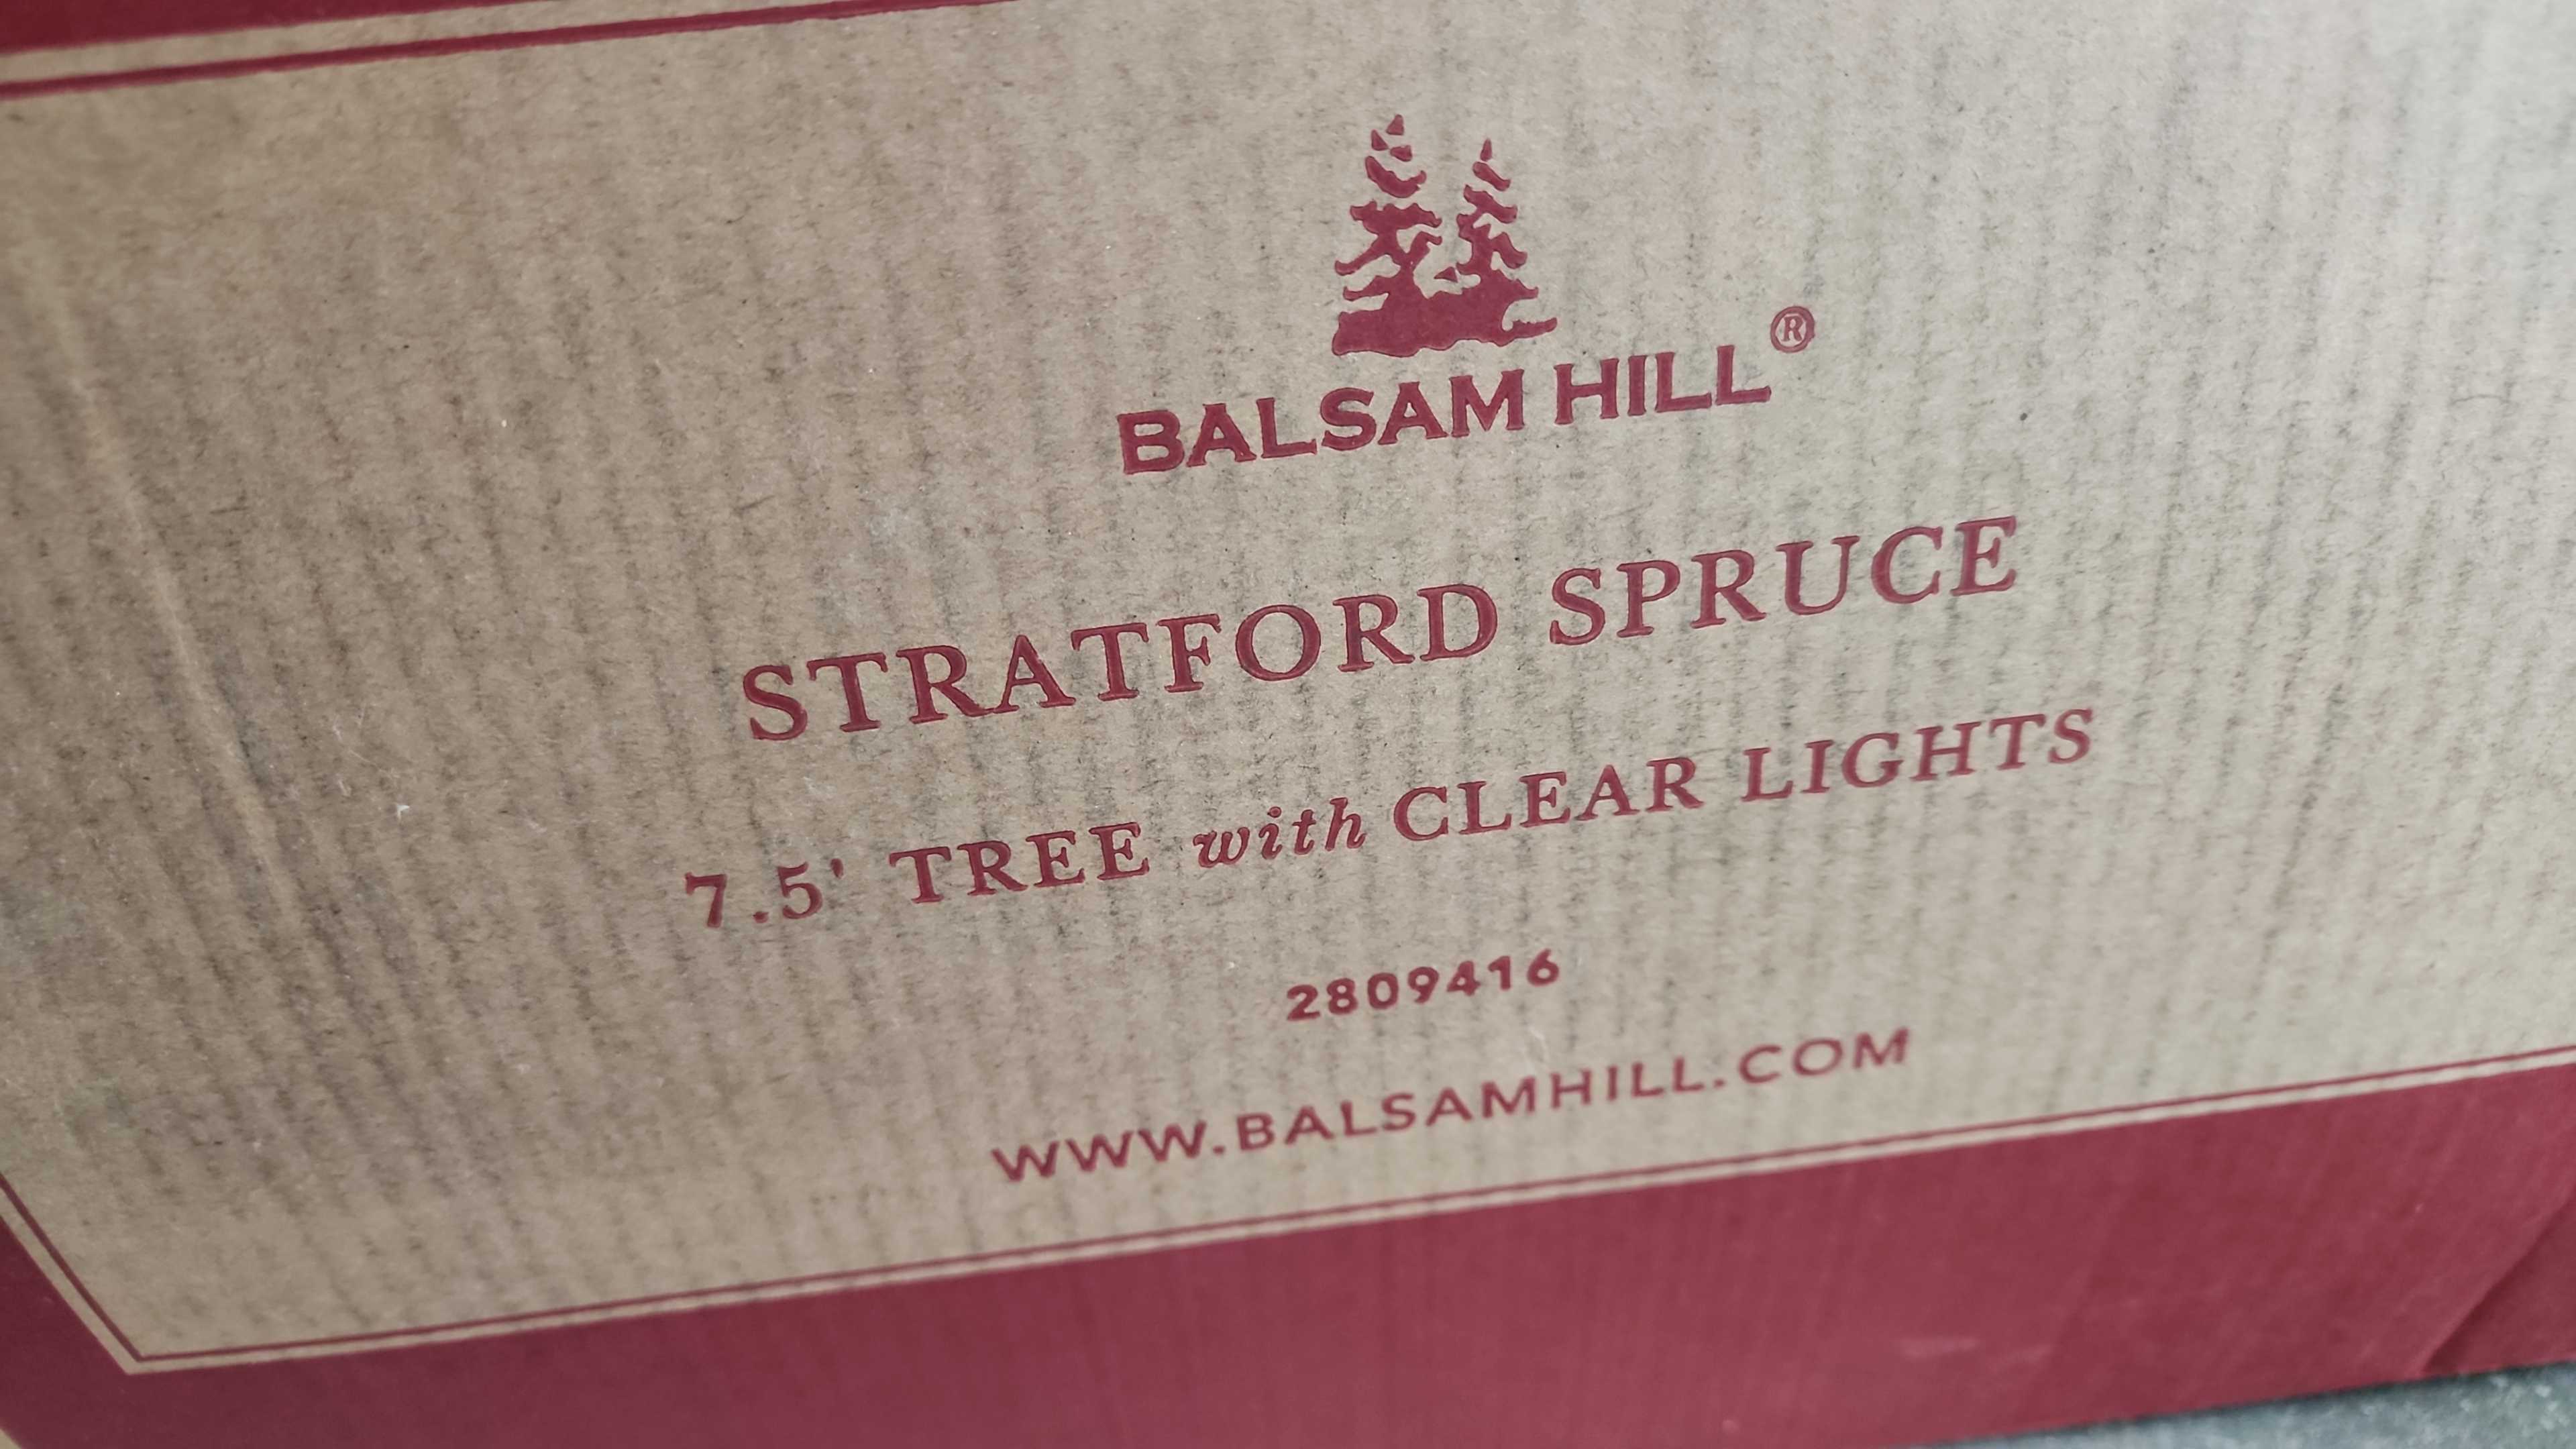 BALSAM HILL®
STRATFORD SPRUCE
7.5' TREE with CLEAR LIGHTS
2809416
WWW.BALSAMHILL.COM